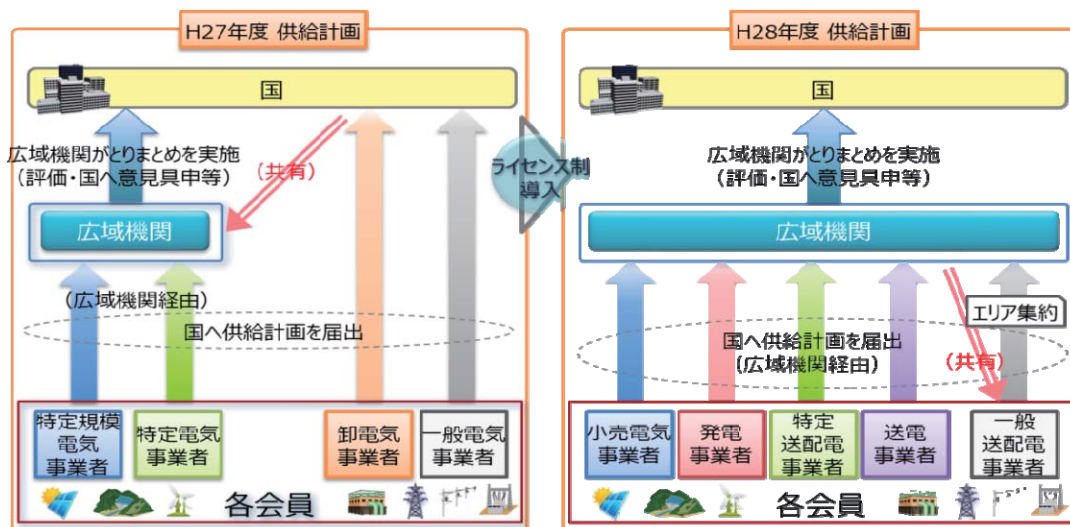 H27年度 供給計画
国
広域機関がとりまとめを実施
(評価・国へ意見具申等)
(共有)
広域機関
(広域機関経由)
国へ供給計画を届出
特定規模
電気
事業者
特定電気
事業者
卸電気
事業者
一般電気
事業者
各会員
ライセンス制
導入
H28年度 供給計画
国
広域機関がとりまとめを実施
(評価・国へ意見具申等)
広域機関
エリア集約
国へ供給計画を届出
(広域機関経由)
(共有)
小売電気
事業者
発電
事業者
特定
送配電
事業者
送電
事業者
一般
送配電
事業者
各会員